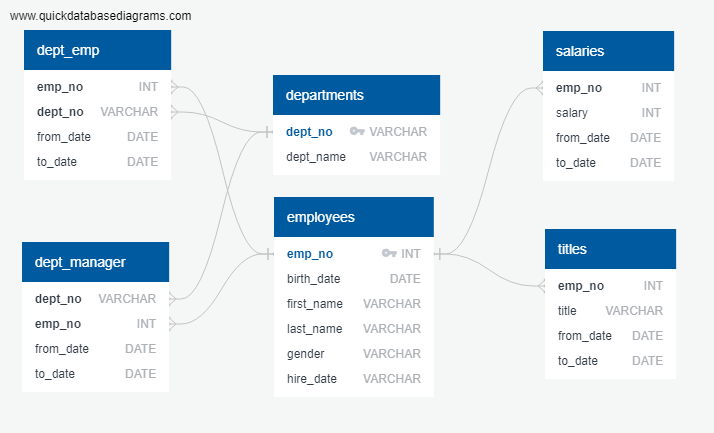 www.quickdatabasediagrams.com
dept_emp
emp_no INT
dept_no VARCHAR
from_date DATE
to_date DATE
departments
dept_no VARCHAR
dept_name VARCHAR
salaries
emp_no INT
salary INT
from_date DATE
to_date DATE
dept_manager
dept_no VARCHAR
emp_no INT
from_date DATE
to_date DATE
employees
emp_no INT
birth_date DATE
first_name VARCHAR
last_name VARCHAR
gender VARCHAR
hire_date VARCHAR
titles
emp_no INT
title VARCHAR
from_date DATE
to_date DATE